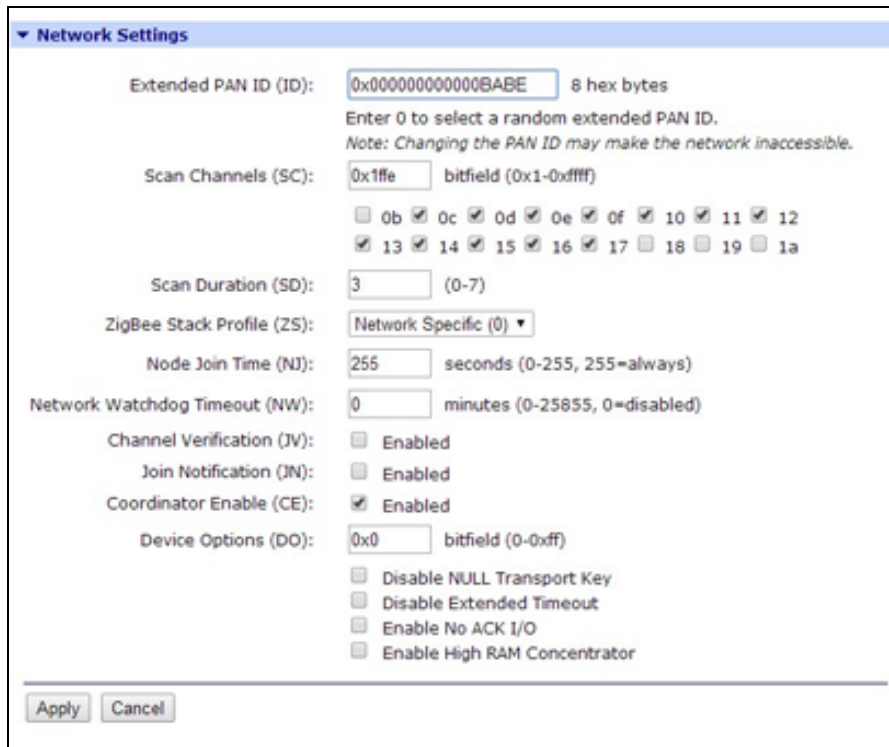 Network Settings
Extended PAN ID (ID): 0x000000000000BABE 8 hex bytes
Enter 0 to select a random extended PAN ID.
Note: Changing the PAN ID may make the network inaccessible.
Scan Channels (SC): 0x1ffe bitfield (0x1-0xffff)
0b 0c 0d 0e 0f 10 11 12
13 14 15 16 17 18 19 1a
Scan Duration (SD): 3 (0-7)
ZigBee Stack Profile (ZS): Network Specific (0)
Node Join Time (NJ): 255 seconds (0-255, 255=always)
Network Watchdog Timeout (NW): 0 minutes (0-25855, 0=disabled)
Channel Verification (JV): Enabled
Join Notification (JN): Enabled
Coordinator Enable (CE): Enabled
Device Options (DO): 0x0 bitfield (0-0xff)
Disable NULL Transport Key
Disable Extended Timeout
Enable No ACK I/O
Enable High RAM Concentrator
Apply Cancel